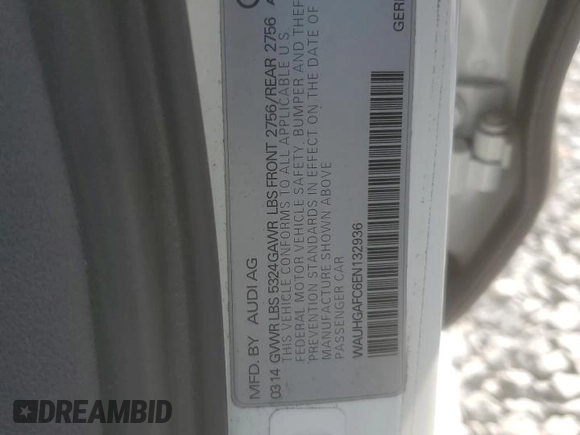 MFD. BY AUDI AG
0314 GVWR LBS 5324 GAWR LBS FRONT 2756/REAR 2756
THIS VEHICLE CONFORMS TO ALL APPLICABLE U S
FEDERAL MOTOR VEHICLE SAFETY, BUMPER AND THEF
PREVENTION STANDARDS IN EFFECT ON THE DATE OF
MANUFACTURE SHOWN ABOVE
PASSENGER CAR
WAUHGAFC6EN132936
DREAMBID